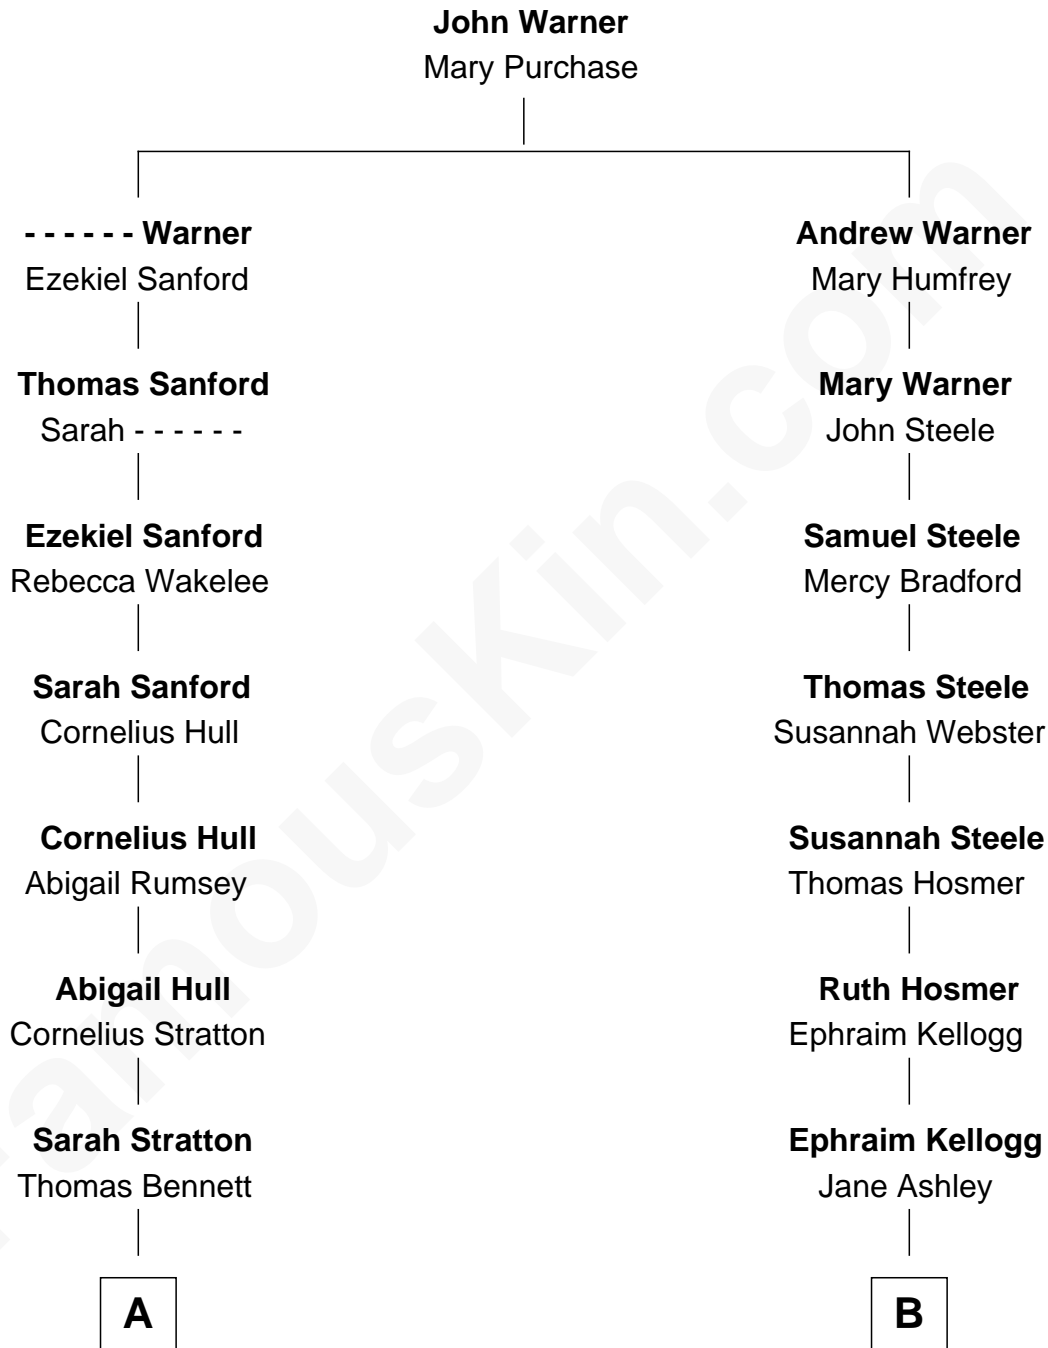 John Warner
Mary Purchase
- - - - - - Warner
Ezekiel Sanford
Thomas Sanford
Sarah - - - - - -
Ezekiel Sanford
Rebecca Wakelee
Sarah Sanford
Cornelius Hull
Cornelius Hull
Abigail Rumsey
Abigail Hull
Cornelius Stratton
Sarah Stratton
Thomas Bennett
A
Andrew Warner
Mary Humfrey
Mary Warner
John Steele
Samuel Steele
Mercy Bradford
Thomas Steele
Susannah Webster
Susannah Steele
Thomas Hosmer
Ruth Hosmer
Ephraim Kellogg
Ephraim Kellogg
Jane Ashley
B
FamousKin.com